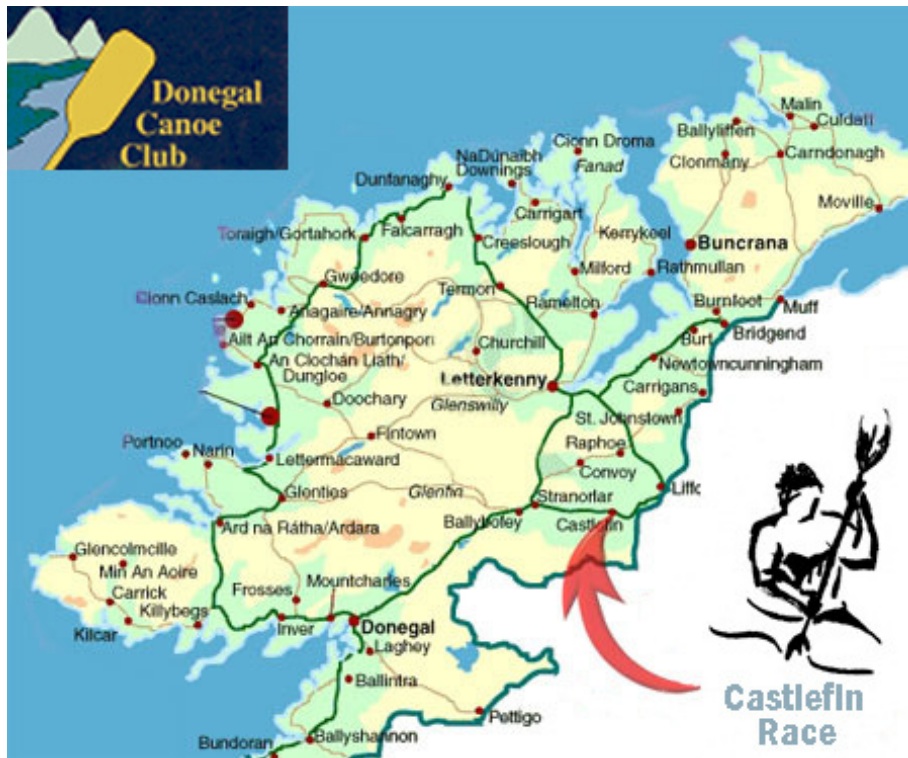 Donegal
Canoe
Club
Malin
Culdaff
Ballyliffen
Clonmany
Carndonagh
Cionn Droma
Fanad
NaDúnaibh
Downings
Moville
Duntanaghy
Carrigart
Falcarragh
Toraigh/Gortahork
Creeslough
Kerrykeel
Buncrana
Rathmullan
Milford
Gweedore
Termon
Ramelton
Burnfoot
Muff
Cionn Caslach
Anagaire/Annagry
Bridgend
Burt
Ailt An Chorrain/Burtonport
Churchill
An Clochán Liath/
Dungloe
Newtowncunningham
Letterkenny
Carrigans
Doochary
Glenswilly
St. Johnstown
Fintown
Raphoe
Portnoo
Narin
Lettermacaward
Convoy
Glenties
Glenfin
Stranorlar
Liffo
Ballybofey
Castlefin
Ard na Rátha/Ardara
Glencolmcille
Min An Aoire
Carrick
Killybegs
Kilcar
Frosses
Mountcharles
Inver
Donegal
Laghey
Ballintra
Pettigo
Ballyshannon
Bundoran
Castlefin
Race